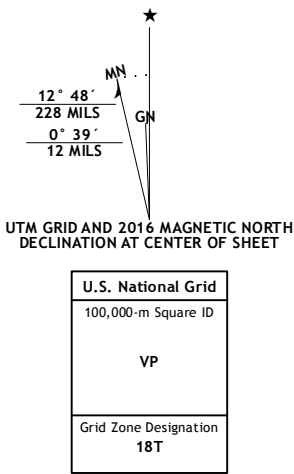 ★
MN
GN
12° 48´
228 MILS
0° 39´
12 MILS
UTM GRID AND 2016 MAGNETIC NORTH
DECLINATION AT CENTER OF SHEET
U.S. National Grid
100,000-m Square ID
VP
Grid Zone Designation
18T